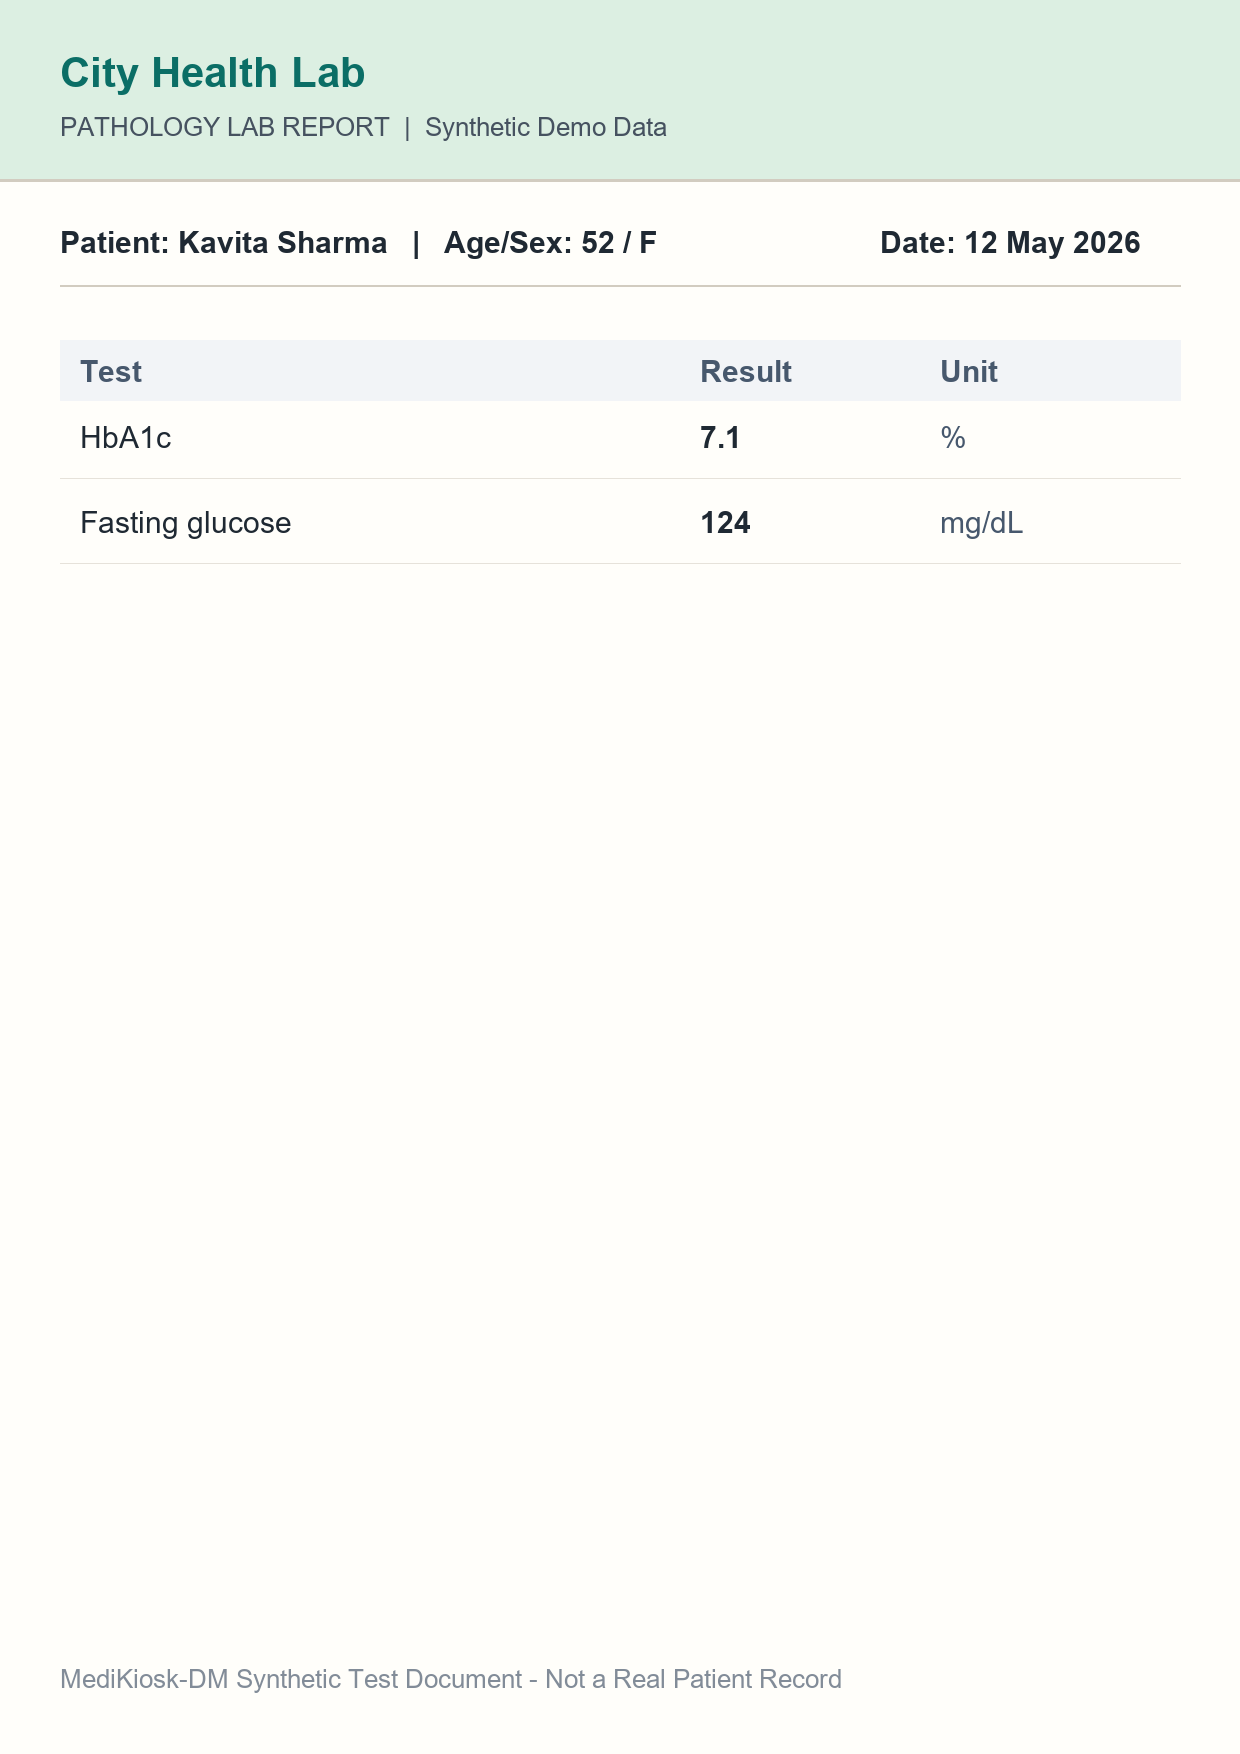 City Health Lab
PATHOLOGY LAB REPORT | Synthetic Demo Data
Patient: Kavita Sharma | Age/Sex: 52 / F Date: 12 May 2026
Test Result Unit
HbA1c 7.1 %
Fasting glucose 124 mg/dL
MediKiosk-DM Synthetic Test Document - Not a Real Patient Record